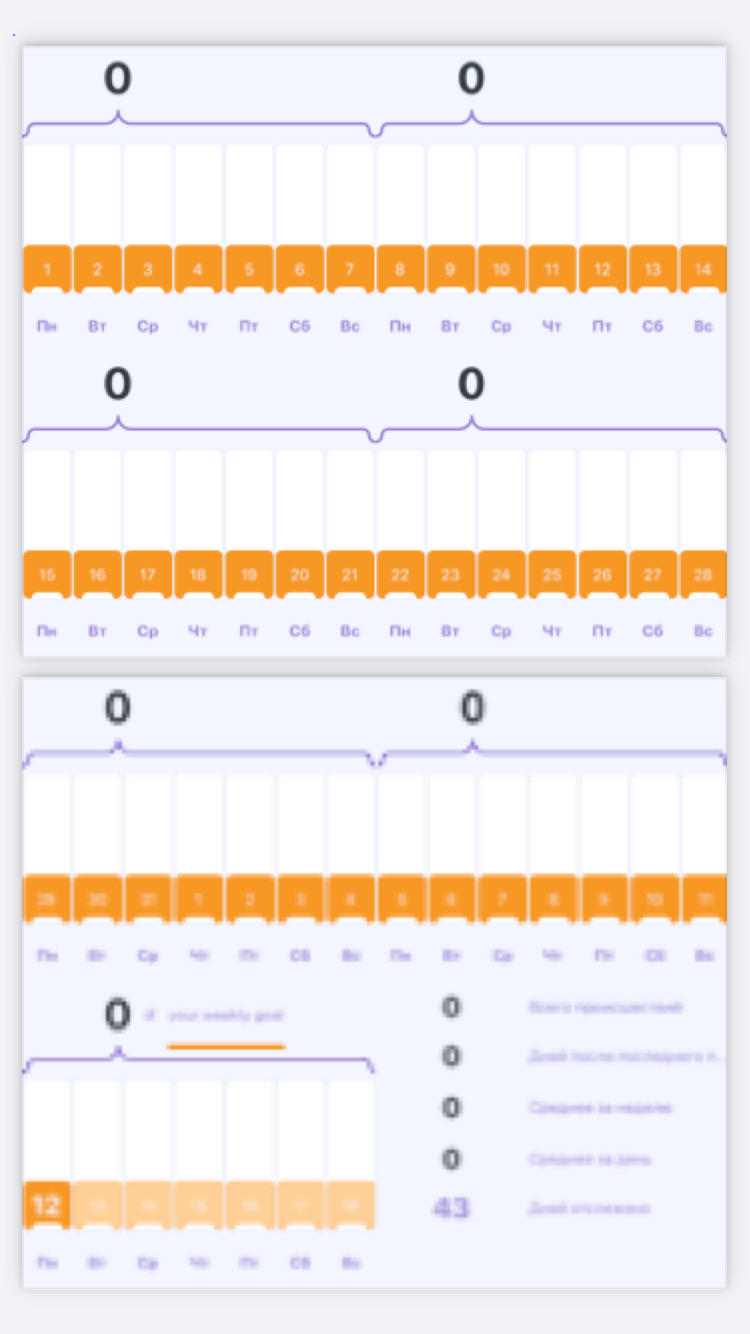 0 0
1 2 3 4 5 6 7 8 9 10 11 12 13 14
Пн Вт Ср Чт Пт Сб Вс Пн Вт Ср Чт Пт Сб Вс
0 0
15 16 17 18 19 20 21 22 23 24 25 26 27 28
Пн Вт Ср Чт Пт Сб Вс Пн Вт Ср Чт Пт Сб Вс
0 0
29 30 31 1 2 3 4 5 6 7 8 9 10 11
Пн Вт Ср Чт Пт Сб Вс Пн Вт Ср Чт Пт Сб Вс
0 of your weekly goal
0 Всего происшествий
0 Дней после последнего п...
0 Среднее за неделю
0 Среднее за день
43 Дней отслежено
12
Пн Вт Ср Чт Пт Сб Вс